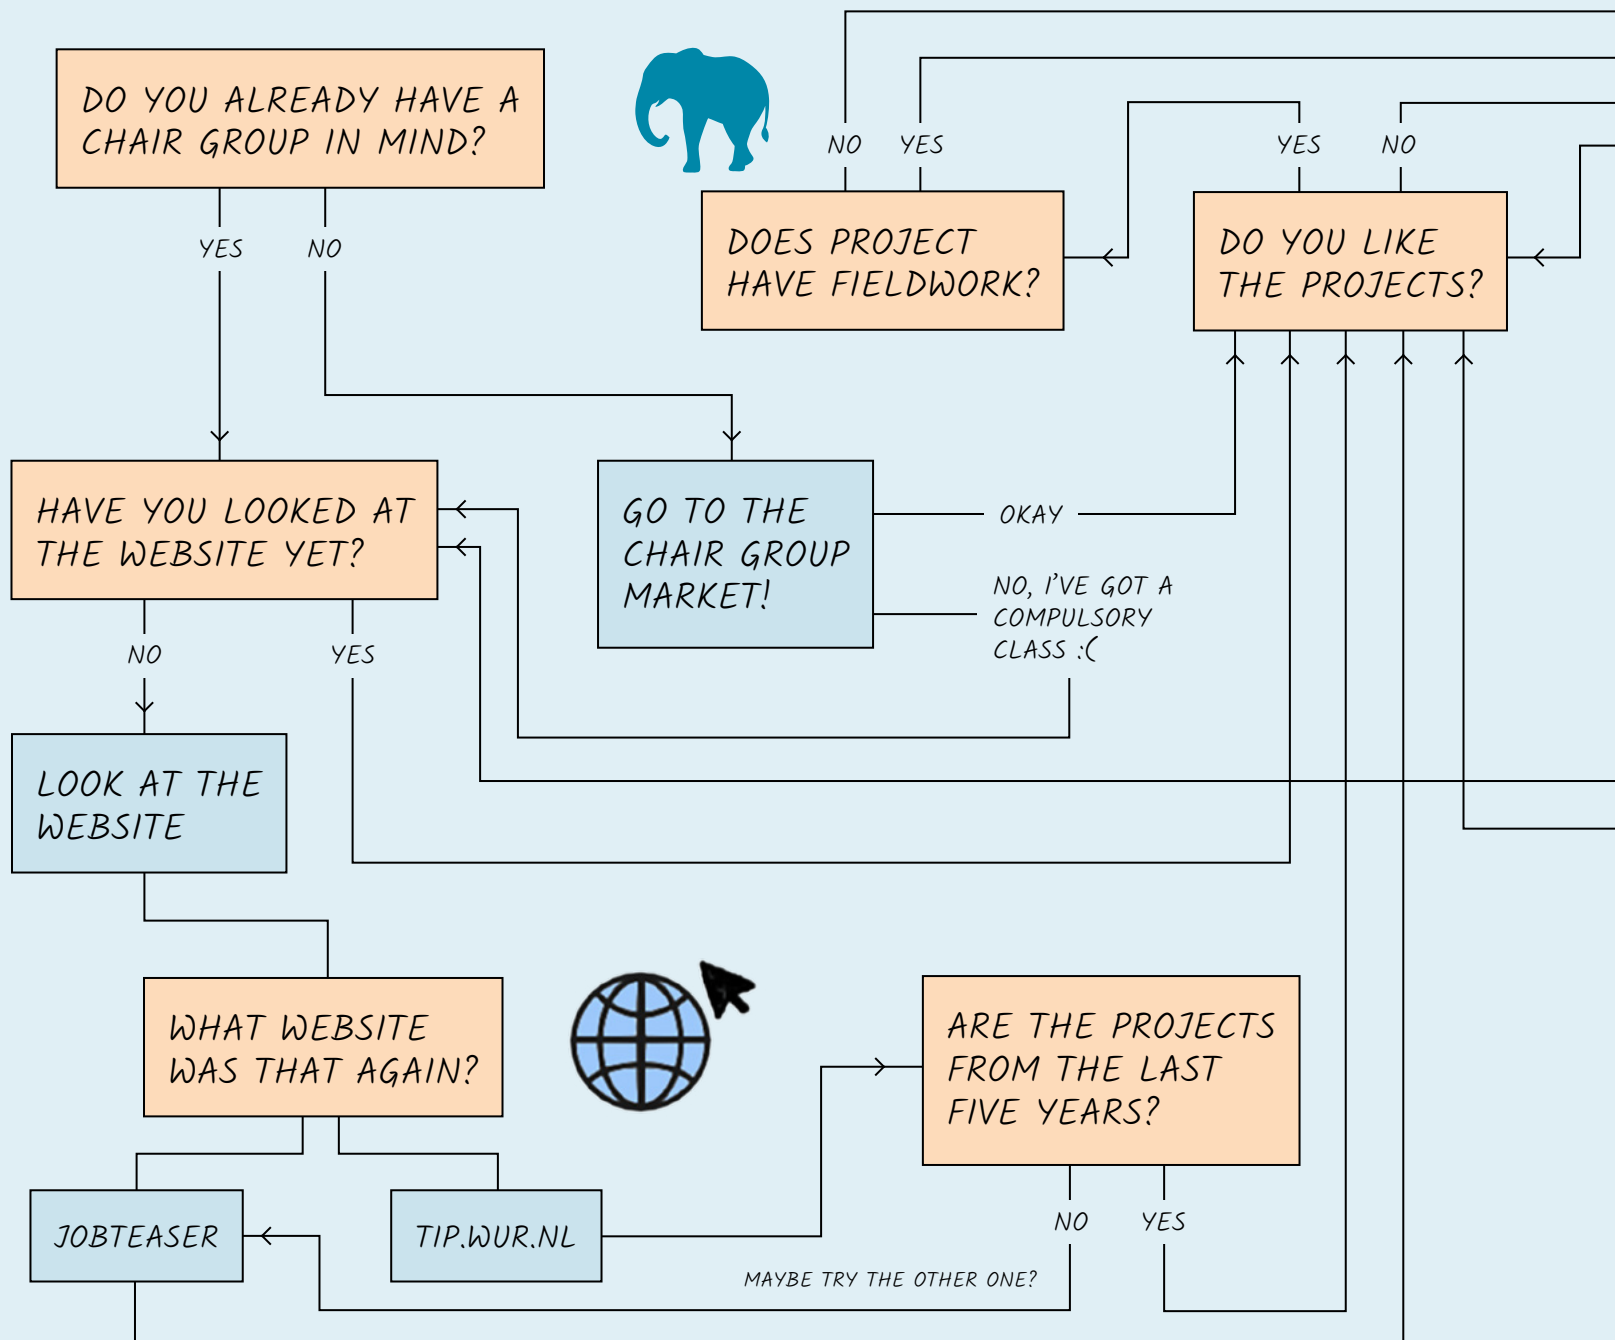 DO YOU ALREADY HAVE A
CHAIR GROUP IN MIND?
YES
NO
NO
YES
YES
NO
DOES PROJECT
HAVE FIELDWORK?
DO YOU LIKE
THE PROJECTS?
HAVE YOU LOOKED AT
THE WEBSITE YET?
GO TO THE
CHAIR GROUP
MARKET!
OKAY
NO, I'VE GOT A
COMPULSORY
CLASS :(
NO
YES
LOOK AT THE
WEBSITE
WHAT WEBSITE
WAS THAT AGAIN?
ARE THE PROJECTS
FROM THE LAST
FIVE YEARS?
JOBTEASER
TIP.WUR.NL
NO
YES
MAYBE TRY THE OTHER ONE?